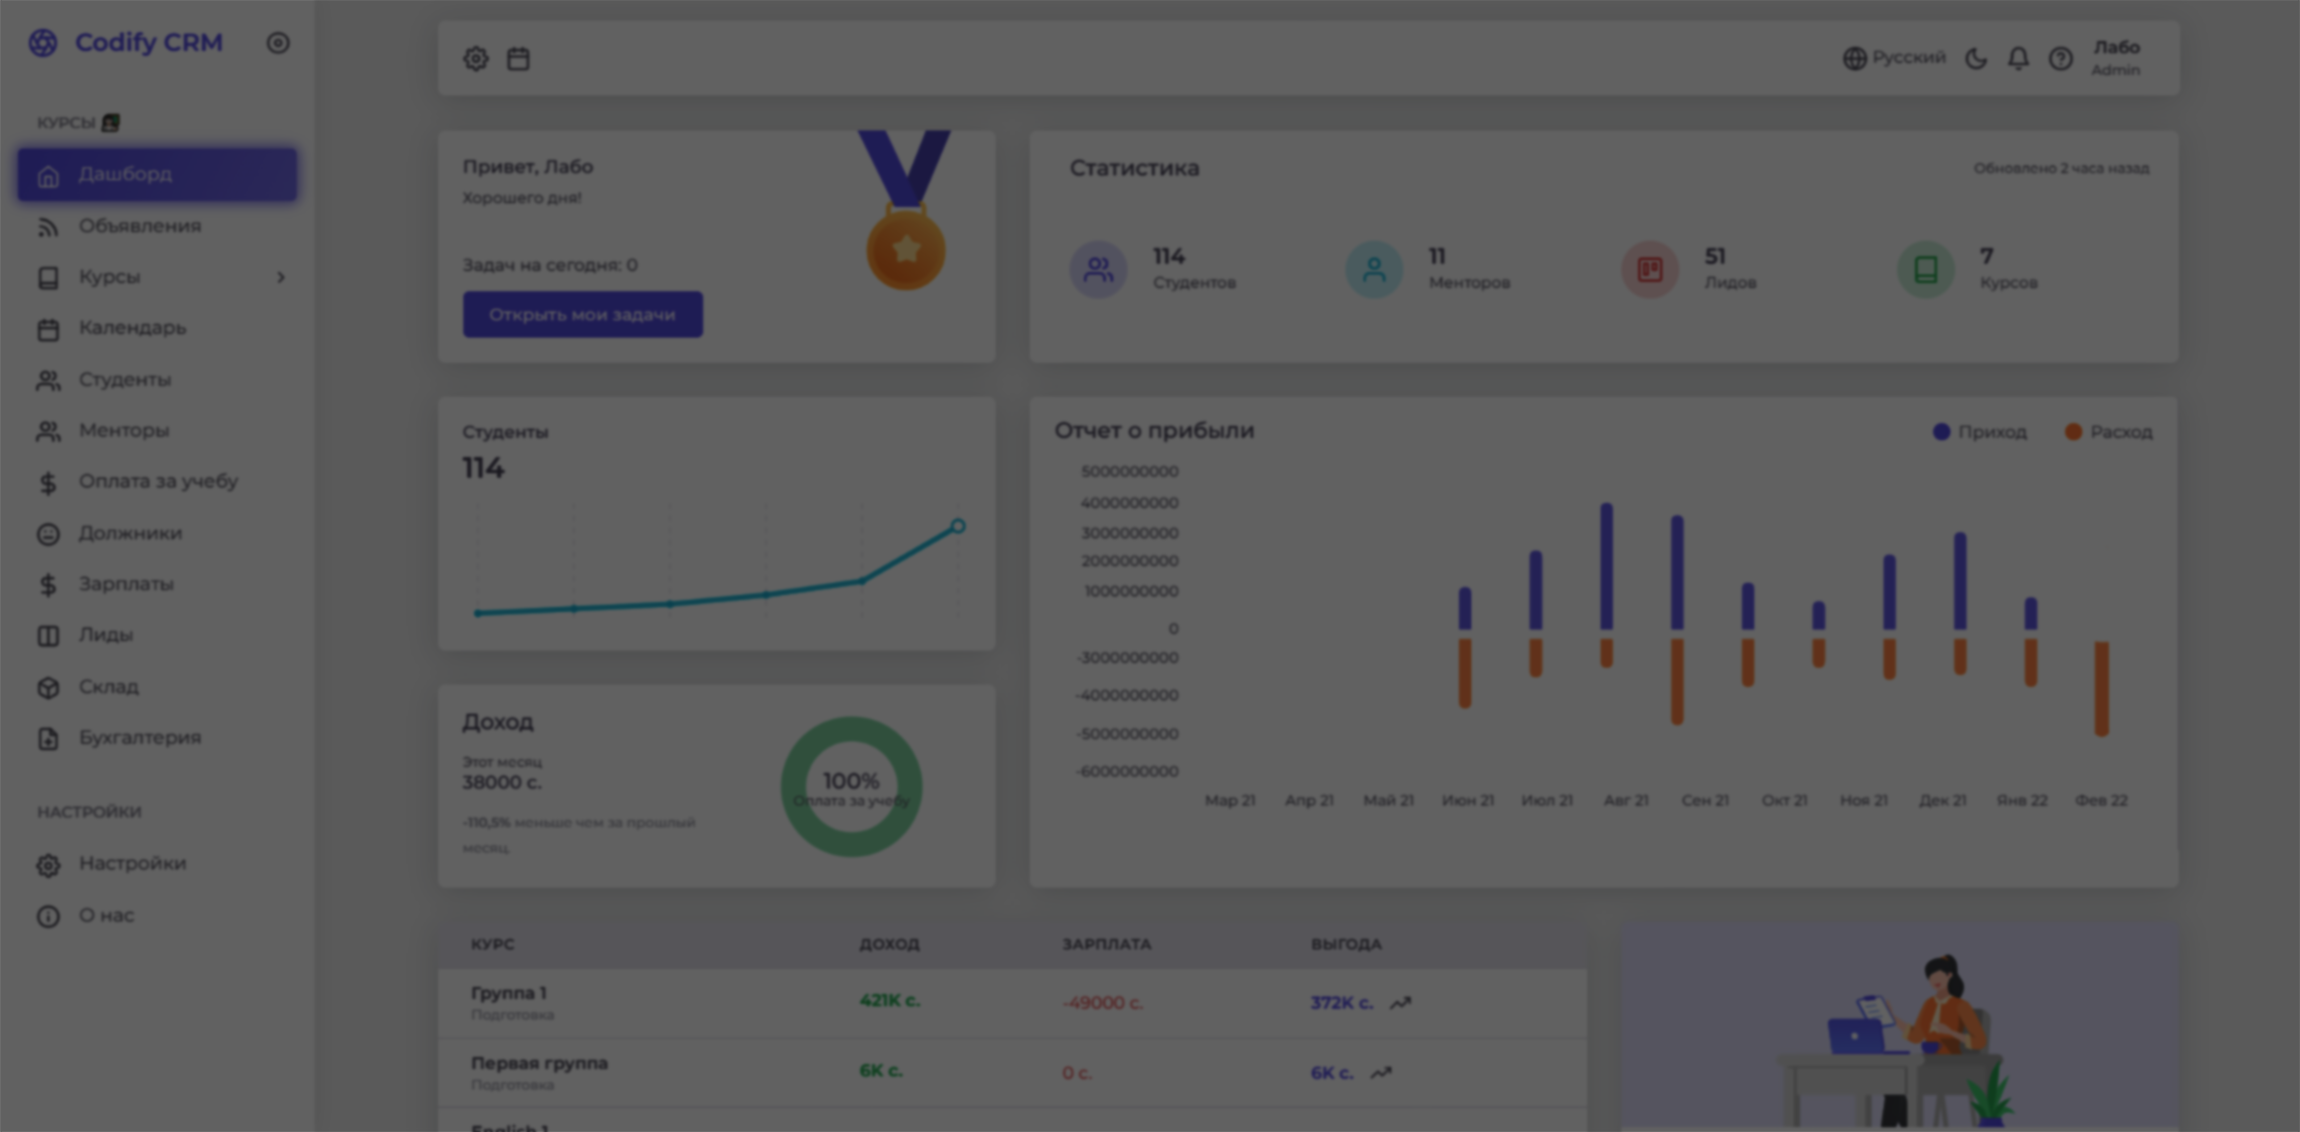 Codify CRM
КУРСЫ
Дашборд
Объявления
Курсы
Календарь
Студенты
Менторы
Оплата за учебу
Должники
Зарплаты
Лиды
Склад
Бухгалтерия
НАСТРОЙКИ
Настройки
О нас
Русский
Лабо
Admin
Привет, Лабо
Хорошего дня!
Задач на сегодня: 0
Открыть мои задачи
Статистика
Обновлено 2 часа назад
114
Студентов
11
Менторов
51
Лидов
7
Курсов
Студенты
114
Отчет о прибыли
Приход
Расход
5000000000
4000000000
3000000000
2000000000
1000000000
0
-3000000000
-4000000000
-5000000000
-6000000000
Мар 21 Апр 21 Май 21 Июн 21 Июл 21 Авг 21 Сен 21 Окт 21 Ноя 21 Дек 21 Янв 22 Фев 22
Доход
Этот месяц
38000 с.
-110,5% меньше чем за прошлый
месяц.
100%
Оплата за учебу
КУРС ДОХОД ЗАРПЛАТА ВЫГОДА
Группа 1
Подготовка
421K с. -49000 с. 372K с.
Первая группа
Подготовка
6K с. 0 с. 6K с.
English 1